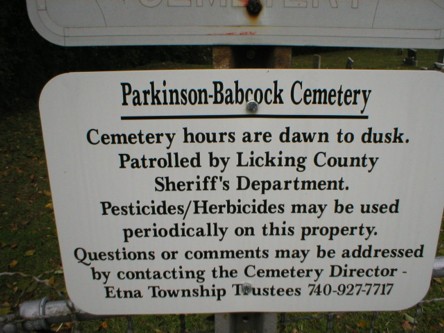 CEMETERY
Parkinson-Babcock Cemetery
Cemetery hours are dawn to dusk.
Patrolled by Licking County
Sheriff's Department.
Pesticides/Herbicides may be used
periodically on this property.
Questions or comments may be addressed
by contacting the Cemetery Director -
Etna Township Trustees 740-927-7717